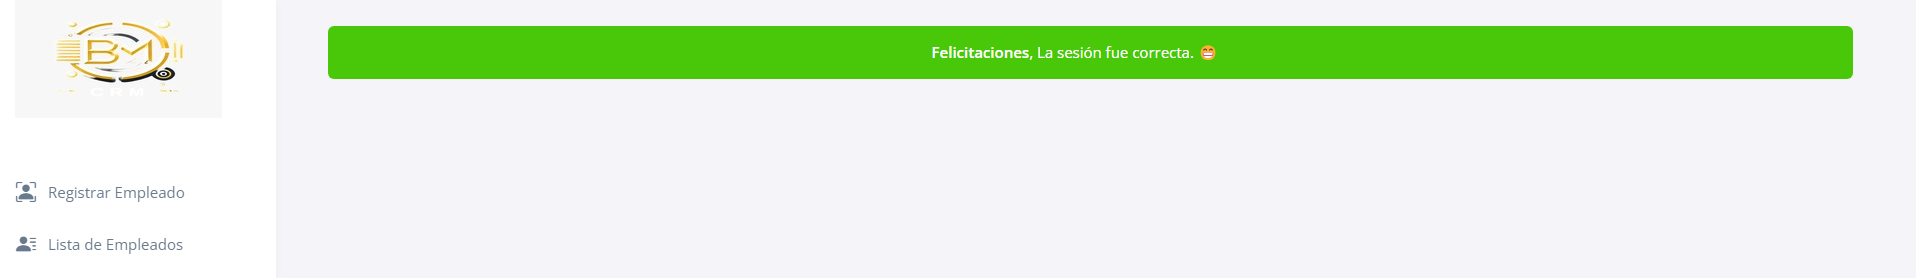 BM
CRM
Felicitaciones, La sesión fue correcta. 😁
Registrar Empleado
Lista de Empleados